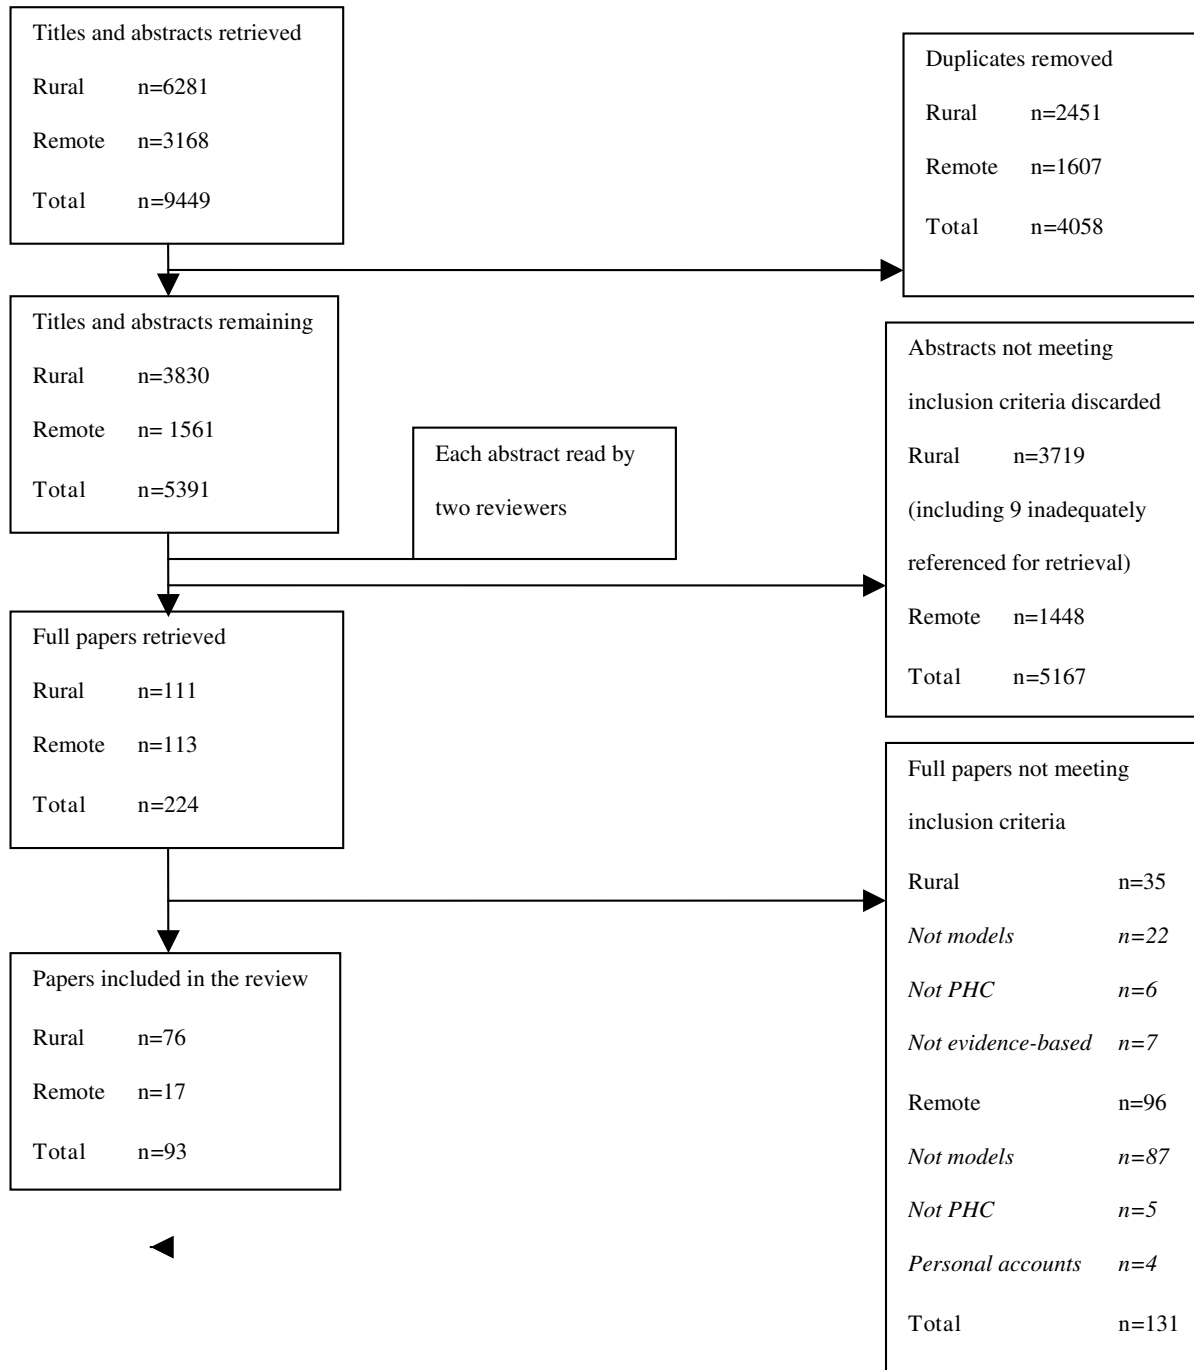 Titles and abstracts retrieved
Rural n=6281
Remote n=3168
Total n=9449
Duplicates removed
Rural n=2451
Remote n=1607
Total n=4058
Titles and abstracts remaining
Rural n=3830
Remote n= 1561
Total n=5391
Each abstract read by
two reviewers
Abstracts not meeting
inclusion criteria discarded
Rural n=3719
(including 9 inadequately
referenced for retrieval)
Remote n=1448
Total n=5167
Full papers retrieved
Rural n=111
Remote n=113
Total n=224
Full papers not meeting
inclusion criteria
Rural n=35
Not models n=22
Not PHC n=6
Not evidence-based n=7
Remote n=96
Not models n=87
Not PHC n=5
Personal accounts n=4
Total n=131
Papers included in the review
Rural n=76
Remote n=17
Total n=93